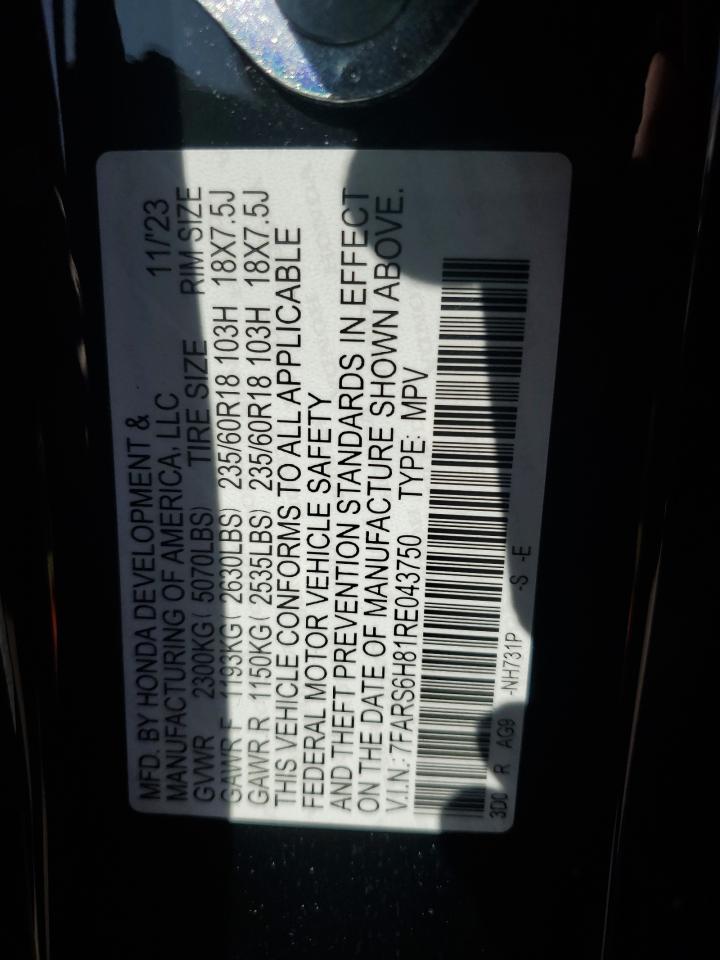 MFD. BY HONDA DEVELOPMENT &
MANUFACTURING OF AMERICA, LLC 11/'23
GVWR 2300KG ( 5070LBS) TIRE SIZE RIM SIZE
GAWR F 1193KG ( 2630LBS) 235/60R18 103H 18X7.5J
GAWR R 1150KG ( 2535LBS) 235/60R18 103H 18X7.5J
THIS VEHICLE CONFORMS TO ALL APPLICABLE
FEDERAL MOTOR VEHICLE SAFETY
AND THEFT PREVENTION STANDARDS IN EFFECT
ON THE DATE OF MANUFACTURE SHOWN ABOVE.
V.I.N.: 7FARS6H81RE043750 TYPE: MPV
3D0 R AG9 -NH731P -S -E